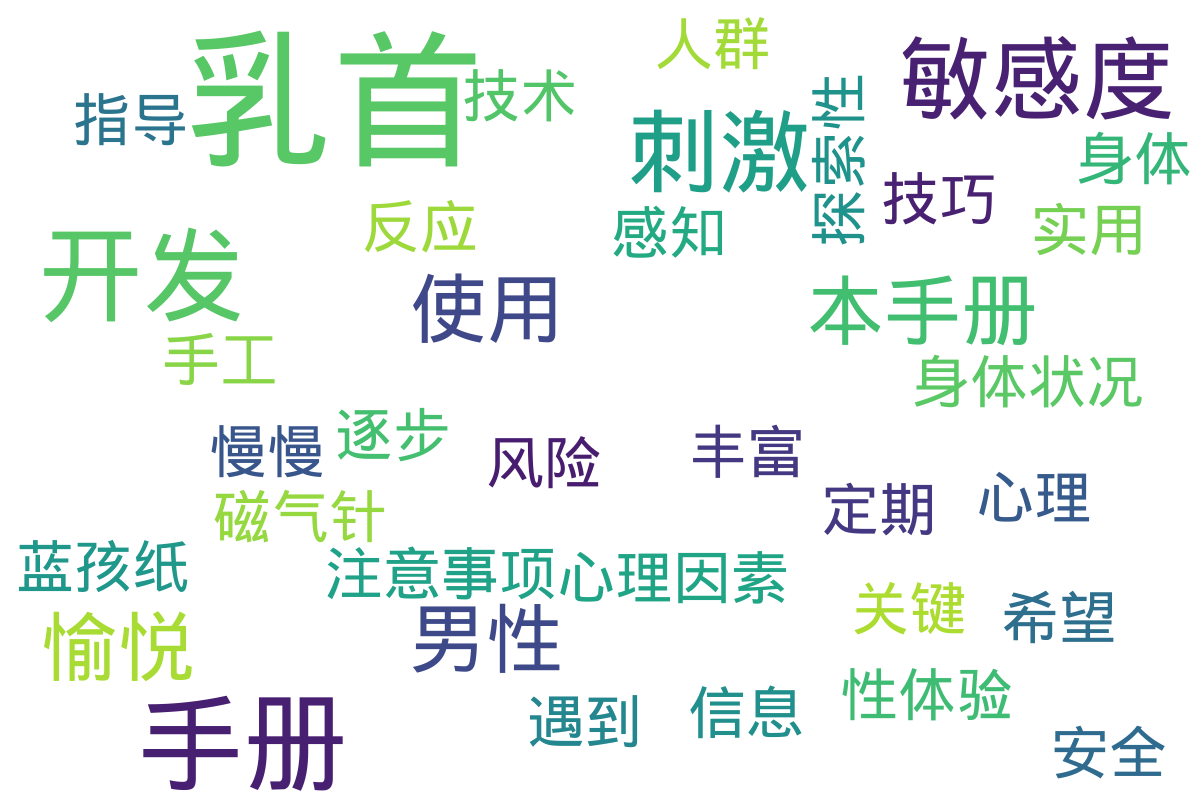 人群
乳首
敏感度
技术
指导
刺激
探索性
身体
技巧
反应
感知
实用
开发
使用
本手册
手工
身体状况
慢慢
逐步
风险
丰富
定期
心理
磁气针
蓝孩纸
注意事项
心理因素
关键
希望
愉悦
男性
性体验
手册
遇到
信息
安全